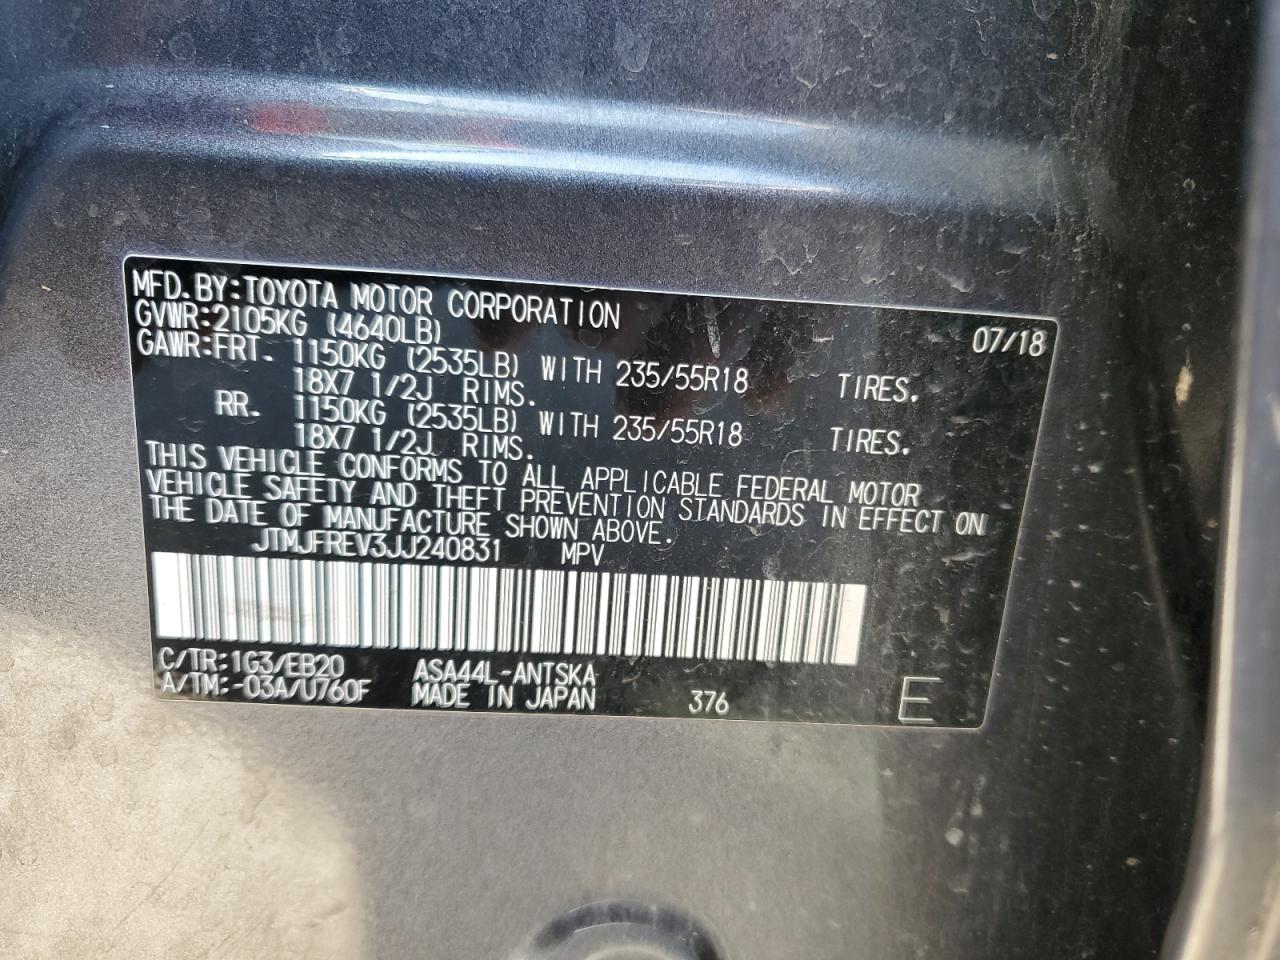 MFD.BY:TOYOTA MOTOR CORPORATION 07/18
GVWR:2105KG (4640LB)
GAWR:FRT. 1150KG (2535LB) WITH 235/55R18 TIRES.
18X7 1/2J RIMS.
RR. 1150KG (2535LB) WITH 235/55R18 TIRES.
18X7 1/2J RIMS.
THIS VEHICLE CONFORMS TO ALL APPLICABLE FEDERAL MOTOR
VEHICLE SAFETY AND THEFT PREVENTION STANDARDS IN EFFECT ON
THE DATE OF MANUFACTURE SHOWN ABOVE.
JTMJFREV3JJ240831 MPV
C/TR:1G3/EB20 ASA44L-ANTSKA
A/TM:-03A/U760F MADE IN JAPAN 376 E